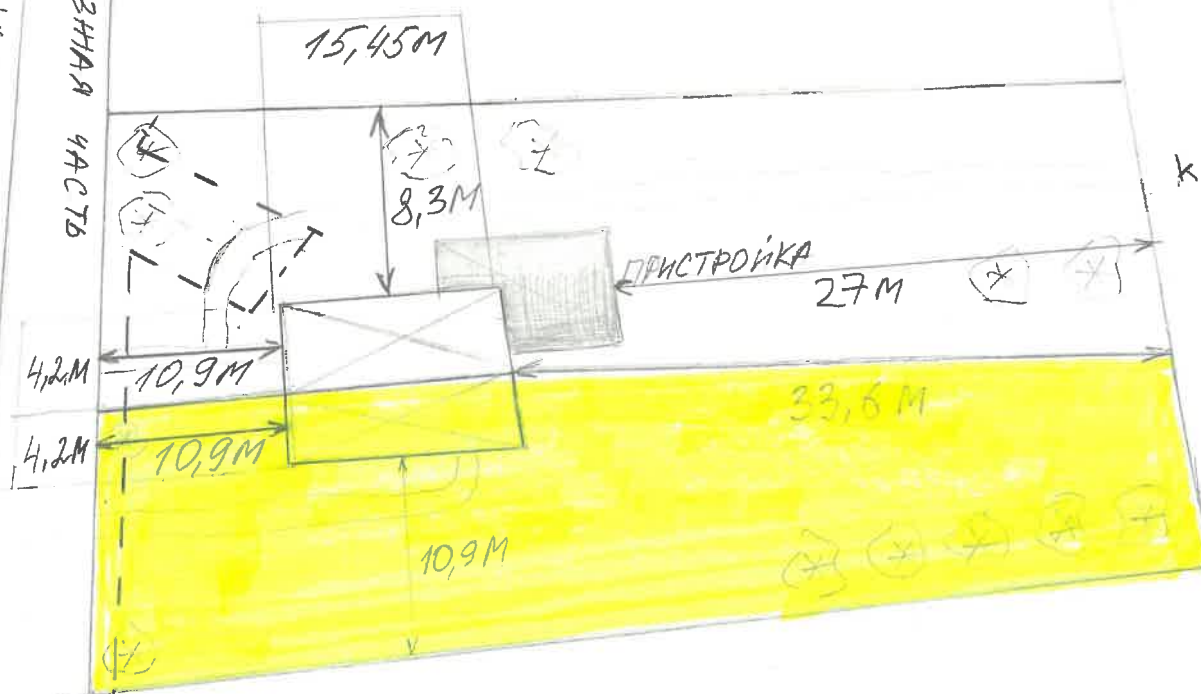 15,45М
ЗНАЯ ЧАСТЬ
8,3М
ПРИСТРОЙКА
27М
К
4,2М
10,9М
33,6 М
4,2М
10,9М
10,9М